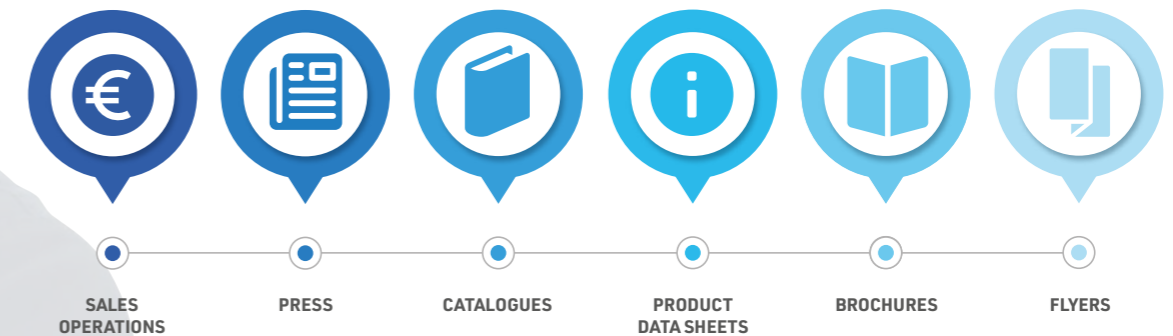 €
i
SALES
OPERATIONS
PRESS
CATALOGUES
PRODUCT
DATA SHEETS
BROCHURES
FLYERS